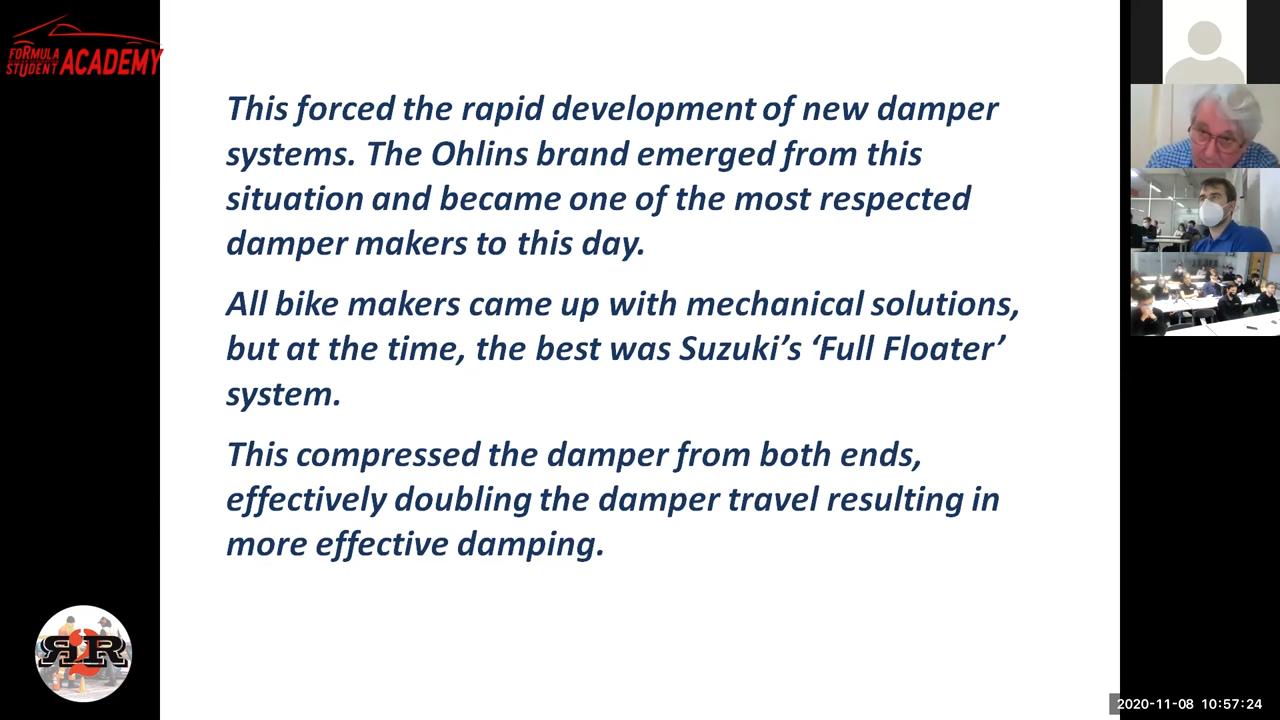 FORMULA
STUDENT ACADEMY
This forced the rapid development of new damper
systems. The Ohlins brand emerged from this
situation and became one of the most respected
damper makers to this day.
All bike makers came up with mechanical solutions,
but at the time, the best was Suzuki’s ‘Full Floater’
system.
This compressed the damper from both ends,
effectively doubling the damper travel resulting in
more effective damping.
R2R
2020-11-08 10:57:24